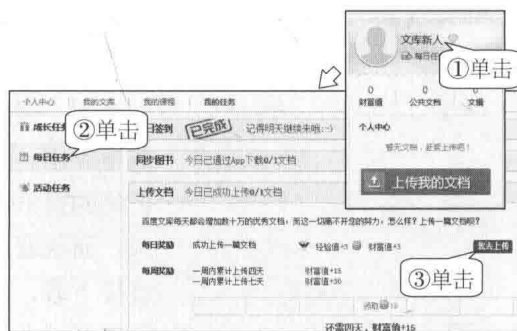 文库新人
每日任
①单击
0 0 0
财富值 公共文档 文辑
个人中心
暂无文档，赶紧上传吧！
上传我的文档
个人中心 我的文库 我的课程 我的任务
成长任
②单击
日签到 已完成 记得明天继续来哦:-)
每日任务
同步图书 今日已通过App下载0/1文档
活动任务
上传文档 今日已成功上传0/1文档
百度文库每天都会增加数十万的优秀文档，而这一切离不开您的努力，怎么样？上传一篇文档呗？
每日奖励 成功上传一篇文档 经验值+3 财富值+3 我去上传
每周奖励 一周内累计上传四天 财富值+15
一周内累计上传七天 财富值+30
③单击
领取 15
还需四天，财富值+15